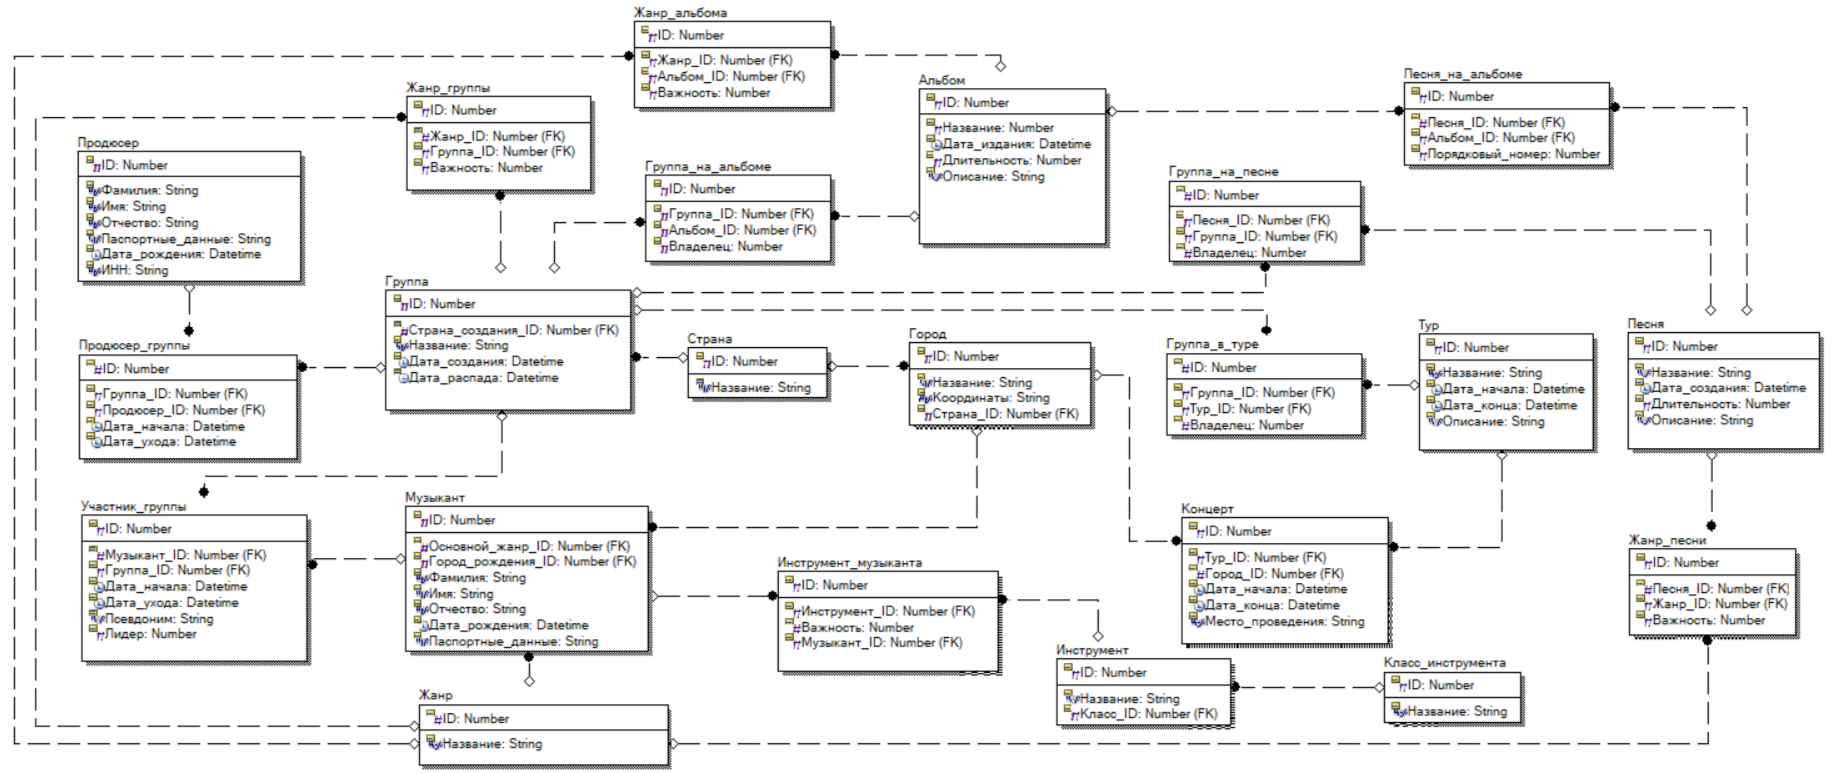 Жанр_альбома
ID: Number
Жанр_ID: Number (FK)
Альбом_ID: Number (FK)
Важность: Number
Жанр_группы
ID: Number
Жанр_ID: Number (FK)
Группа_ID: Number (FK)
Важность: Number
Альбом
ID: Number
Название: Number
Дата_издания: Datetime
Длительность: Number
Описание: String
Песня_на_альбоме
ID: Number
Песня_ID: Number (FK)
Альбом_ID: Number (FK)
Порядковый_номер: Number
Продюсер
ID: Number
Фамилия: String
Имя: String
Отчество: String
Паспортные_данные: String
Дата_рождения: Datetime
ИНН: String
Группа_на_альбоме
ID: Number
Группа_ID: Number (FK)
Альбом_ID: Number (FK)
Владелец: Number
Группа_на_песне
ID: Number
Песня_ID: Number (FK)
Группа_ID: Number (FK)
Владелец: Number
Группа
ID: Number
Страна_создания_ID: Number (FK)
Название: String
Дата_создания: Datetime
Дата_распада: Datetime
Страна
ID: Number
Название: String
Город
ID: Number
Название: String
Координаты: String
Страна_ID: Number (FK)
Группа_в_туре
ID: Number
Группа_ID: Number (FK)
Тур_ID: Number (FK)
Владелец: Number
Тур
ID: Number
Название: String
Дата_начала: Datetime
Дата_конца: Datetime
Описание: String
Песня
ID: Number
Название: String
Дата_создания: Datetime
Длительность: Number
Описание: String
Продюсер_группы
ID: Number
Группа_ID: Number (FK)
Продюсер_ID: Number (FK)
Дата_начала: Datetime
Дата_ухода: Datetime
Участник_группы
ID: Number
Музыкант_ID: Number (FK)
Группа_ID: Number (FK)
Дата_начала: Datetime
Дата_ухода: Datetime
Псевдоним: String
Лидер: Number
Музыкант
ID: Number
Основной_жанр_ID: Number (FK)
Город_рождения_ID: Number (FK)
Фамилия: String
Имя: String
Отчество: String
Дата_рождения: Datetime
Паспортные_данные: String
Инструмент_музыканта
ID: Number
Инструмент_ID: Number (FK)
Важность: Number
Музыкант_ID: Number (FK)
Концерт
ID: Number
Тур_ID: Number (FK)
Город_ID: Number (FK)
Дата_начала: Datetime
Дата_конца: Datetime
Место_проведения: String
Жанр_песни
ID: Number
Песня_ID: Number (FK)
Жанр_ID: Number (FK)
Важность: Number
Инструмент
ID: Number
Название: String
Класс_ID: Number (FK)
Класс_инструмента
ID: Number
Название: String
Жанр
ID: Number
Название: String